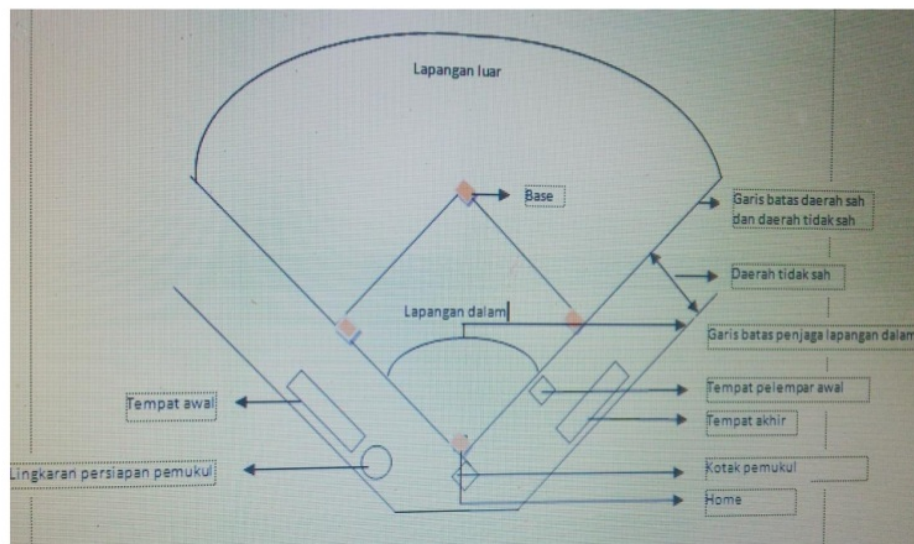 Lapangan luar
Base
Garis batas daerah sah
dan daerah tidak sah
Daerah tidak sah
Lapangan dalam
Garis batas penjaga lapangan dalam
Tempat pelempar awal
Tempat awal
Tempat akhir
Lingkaran persiapan pemukul
Kotak pemukul
Home